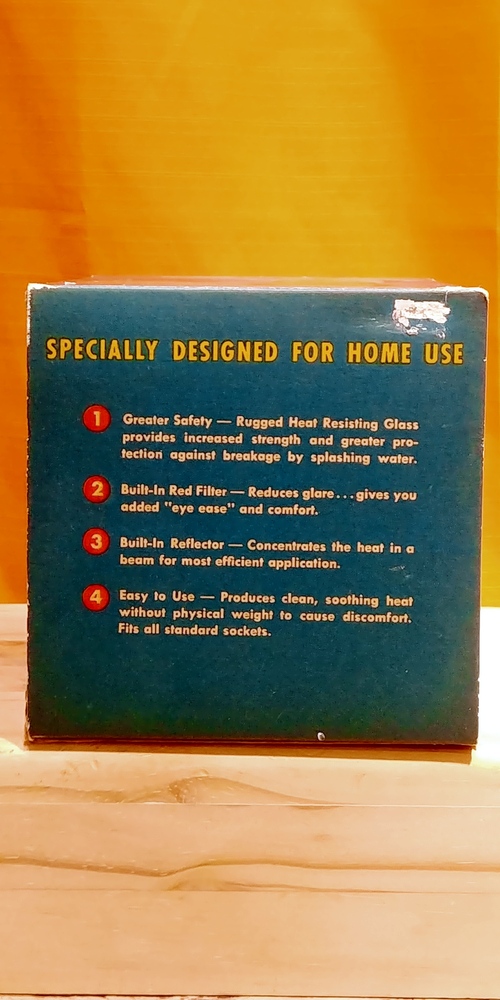 SPECIALLY DESIGNED FOR HOME USE
1 Greater Safety — Rugged Heat Resisting Glass
provides increased strength and greater pro-
tection against breakage by splashing water.
2 Built-In Red Filter — Reduces glare...gives you
added "eye ease" and comfort.
3 Built-In Reflector — Concentrates the heat in a
beam for most efficient application.
4 Easy to Use — Produces clean, soothing heat
without physical weight to cause discomfort.
Fits all standard sockets.